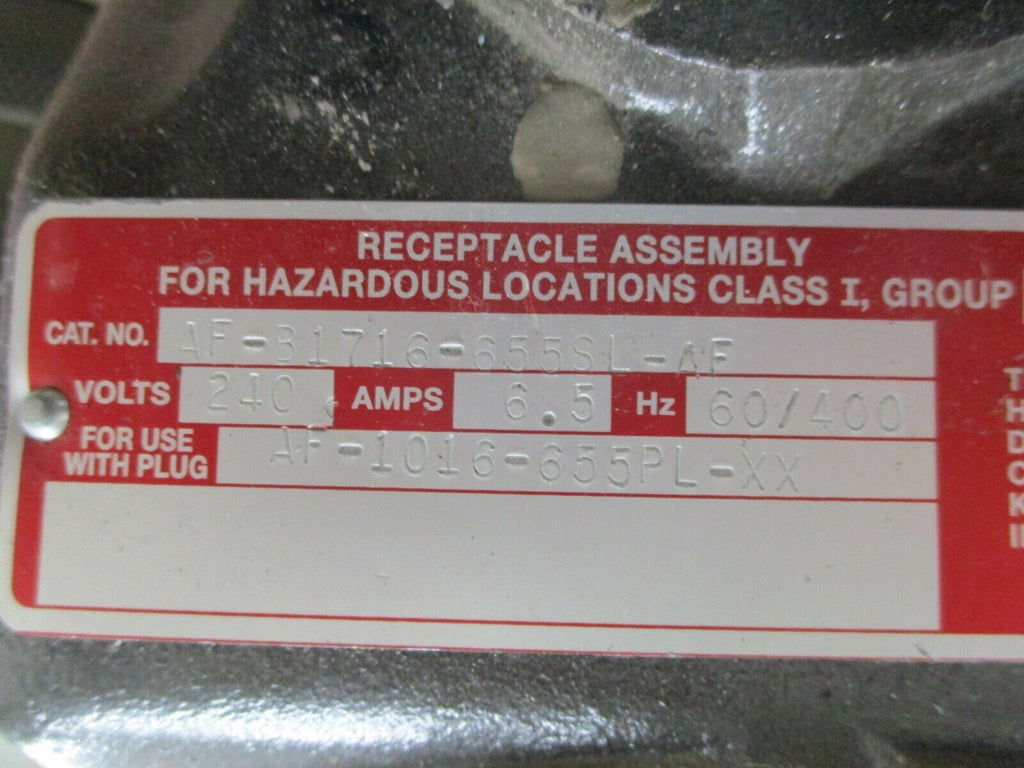 RECEPTACLE ASSEMBLY
FOR HAZARDOUS LOCATIONS CLASS I, GROUP
CAT. NO. AF-B1716-655SL-AF
VOLTS 240 AMPS 6.5 Hz 60/400
FOR USE
WITH PLUG AF-1016-655PL-XX
T
H
D
C
K
I